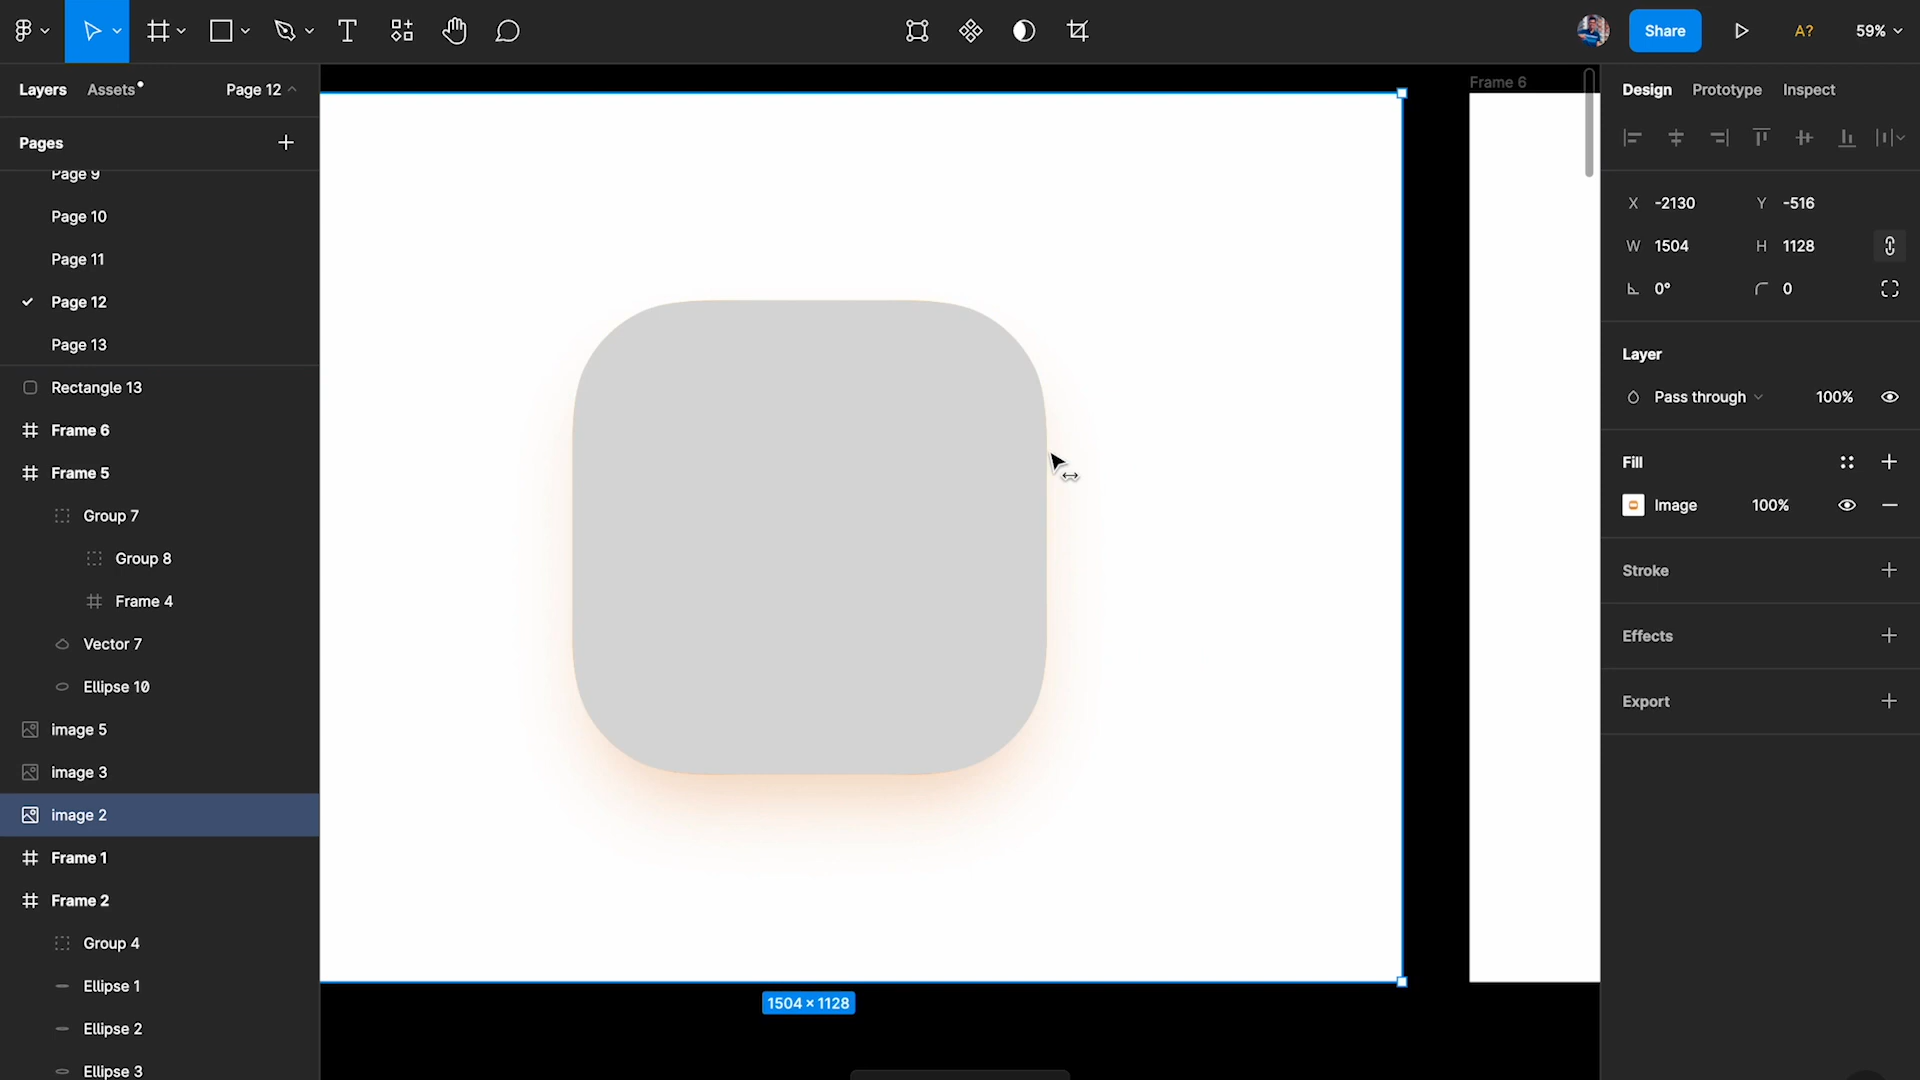 Share
A?
59%
Layers
Assets
Page 12
Pages
Page 9
Page 10
Page 11
Page 12
Page 13
Rectangle 13
Frame 6
Frame 5
Group 7
Group 8
Frame 4
Vector 7
Ellipse 10
image 5
image 3
image 2
Frame 1
Frame 2
Group 4
Ellipse 1
Ellipse 2
Ellipse 3
Frame 6
1504 × 1128
Design Prototype Inspect
X -2130 Y -516
W 1504 H 1128
0° 0
Layer
Pass through 100%
Fill
Image 100%
Stroke
Effects
Export